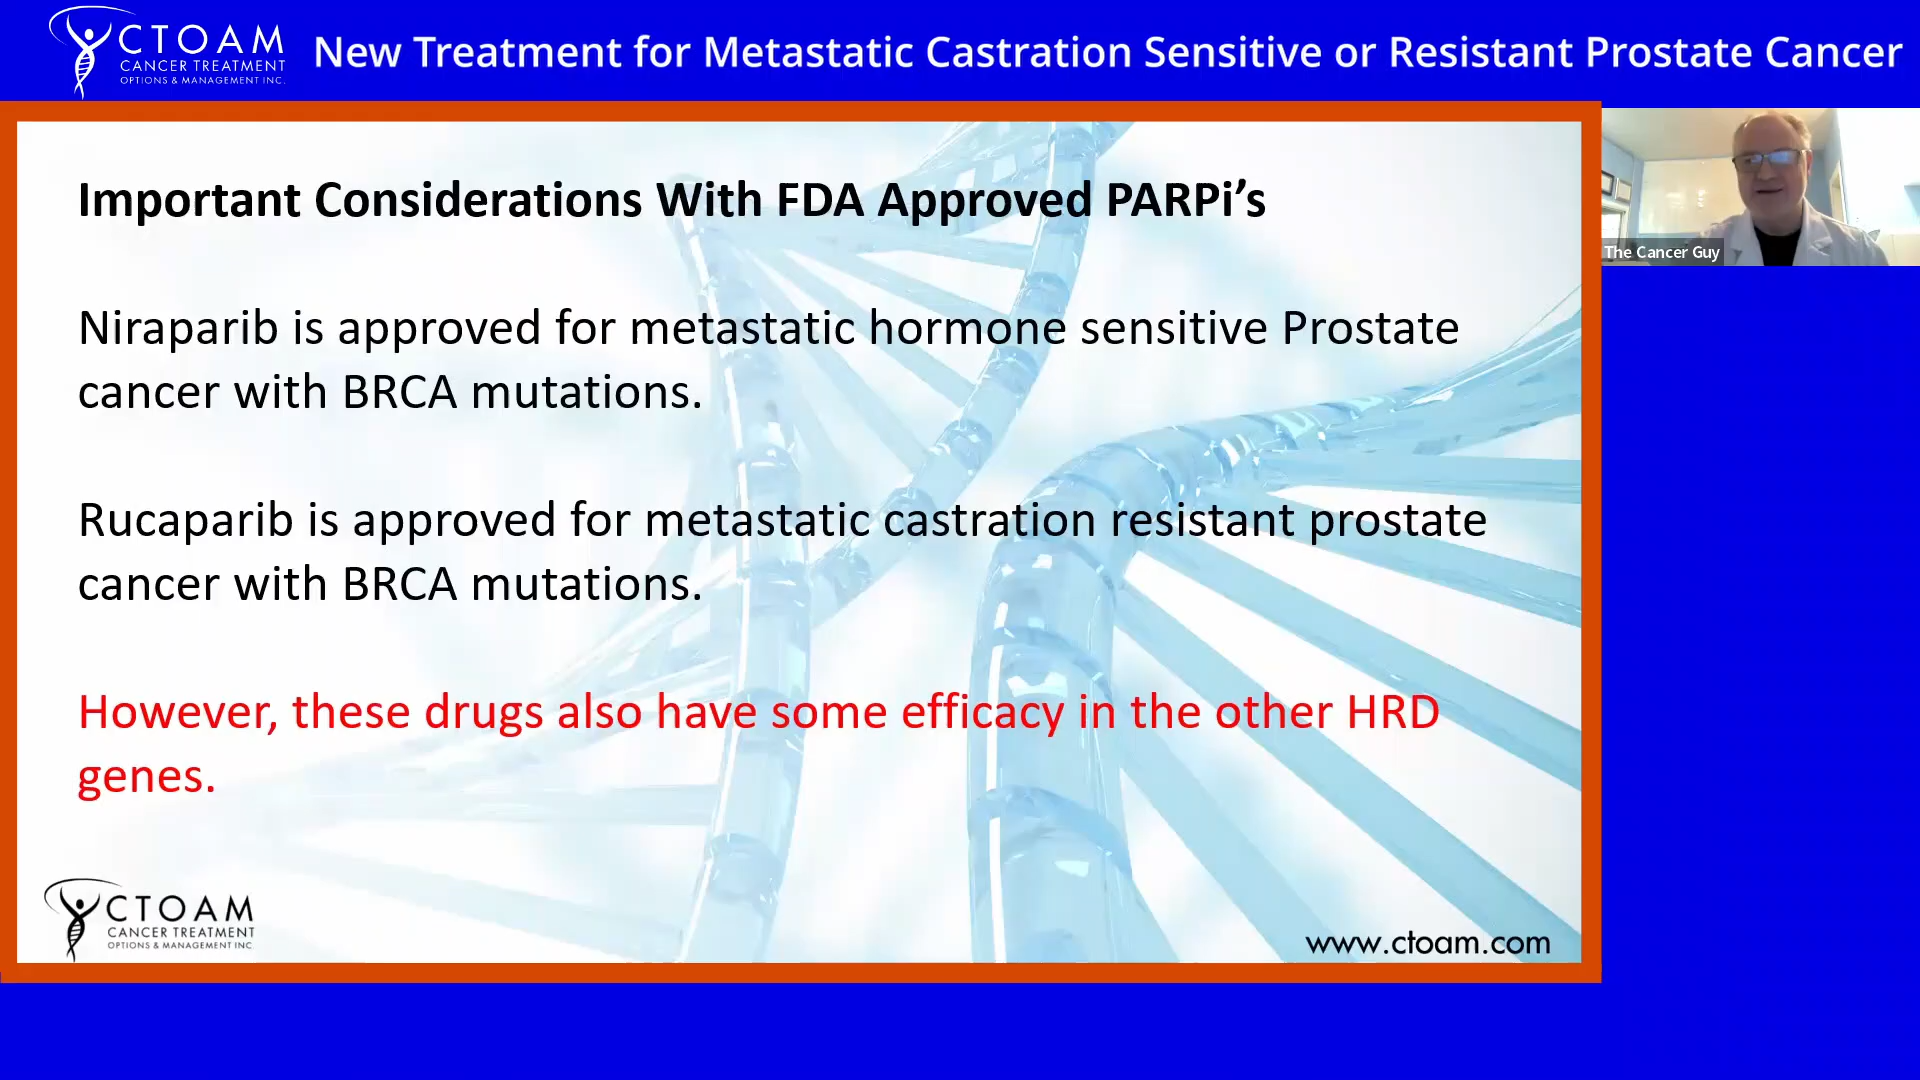 CTOAM
CANCER TREATMENT
OPTIONS & MANAGEMENT INC.
New Treatment for Metastatic Castration Sensitive or Resistant Prostate Cancer
Important Considerations With FDA Approved PARPi’s
The Cancer Guy
Niraparib is approved for metastatic hormone sensitive Prostate
cancer with BRCA mutations.
Rucaparib is approved for metastatic castration resistant prostate
cancer with BRCA mutations.
However, these drugs also have some efficacy in the other HRD
genes.
CTOAM
CANCER TREATMENT
OPTIONS & MANAGEMENT INC.
www.ctoam.com